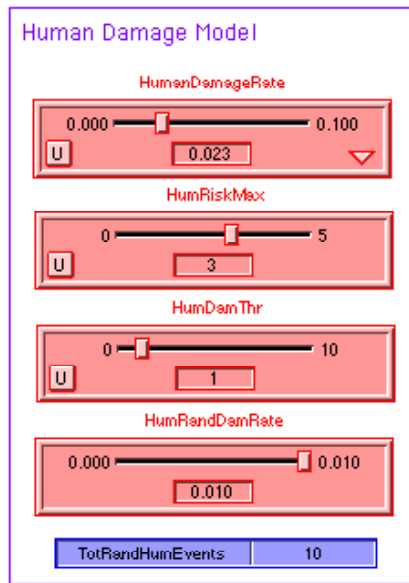 Human Damage Model
HumanDamageRate
0.000 0.100
U 0.023
HumRiskMax
0 5
U 3
HumDamThr
0 10
U 1
HumRandDamRate
0.000 0.010
0.010
TotRandHumEvents 10